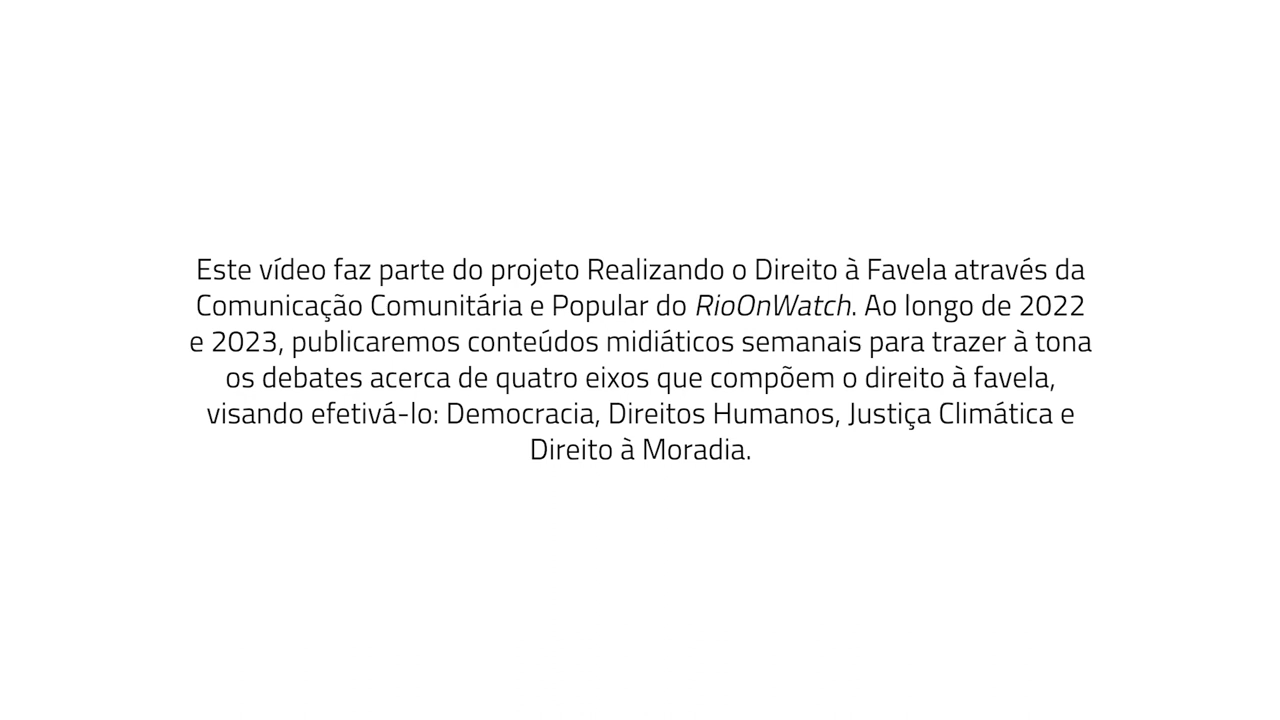 Este vídeo faz parte do projeto Realizando o Direito à Favela através da
Comunicação Comunitária e Popular do RioOnWatch. Ao longo de 2022
e 2023, publicaremos conteúdos midiáticos semanais para trazer à tona
os debates acerca de quatro eixos que compõem o direito à favela,
visando efetivá-lo: Democracia, Direitos Humanos, Justiça Climática e
Direito à Moradia.